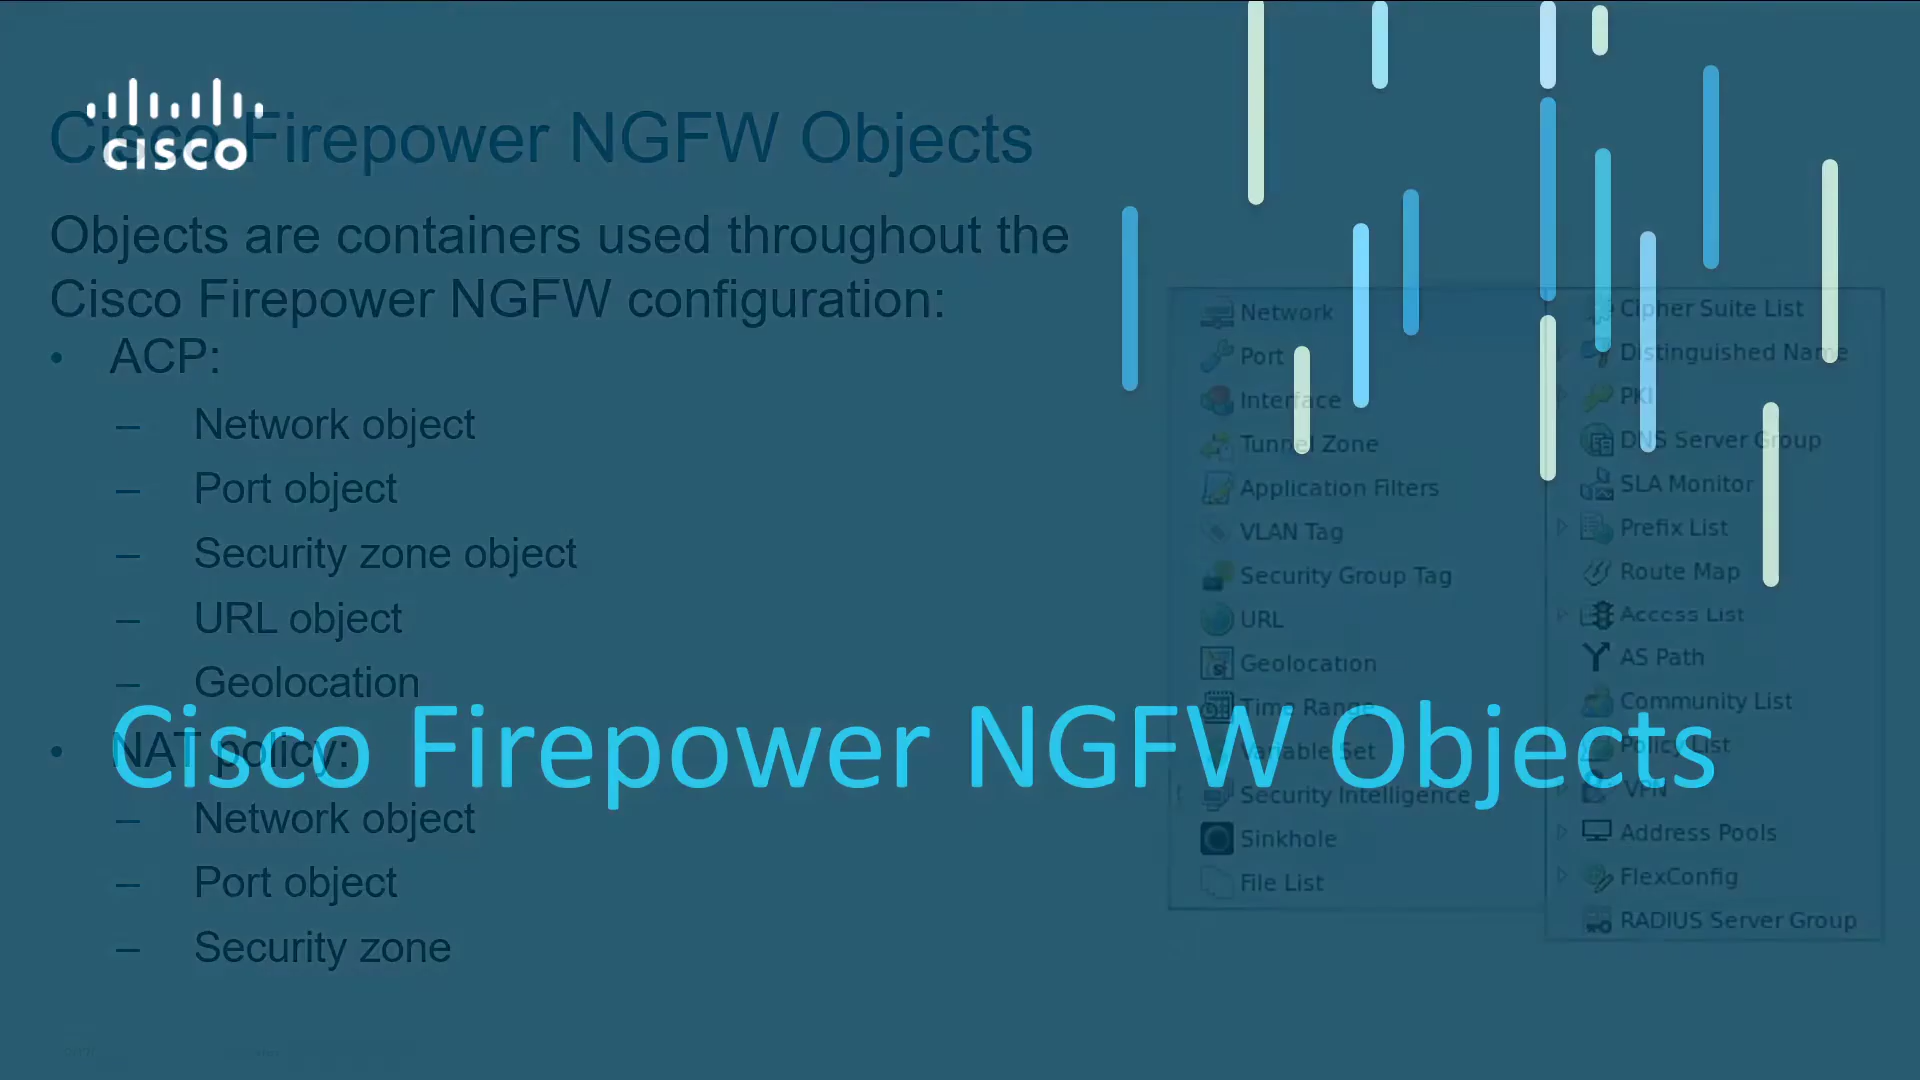 CISCO
Cisco Firepower NGFW Objects
Objects are containers used throughout the
Cisco Firepower NGFW configuration:
• ACP:
– Network object
– Port object
– Security zone object
– URL object
– Geolocation
• NAT policy:
– Network object
– Port object
– Security zone
Cisco Firepower NGFW Objects
Network
Port
Interface
Tunnel Zone
Application Filters
VLAN Tag
Security Group Tag
URL
Geolocation
Time Range
Variable Set
Security Intelligence
Sinkhole
File List
Cipher Suite List
Distinguished Name
PKI
DNS Server Group
SLA Monitor
Prefix List
Route Map
Access List
AS Path
Community List
Policy List
VPN
Address Pools
FlexConfig
RADIUS Server Group